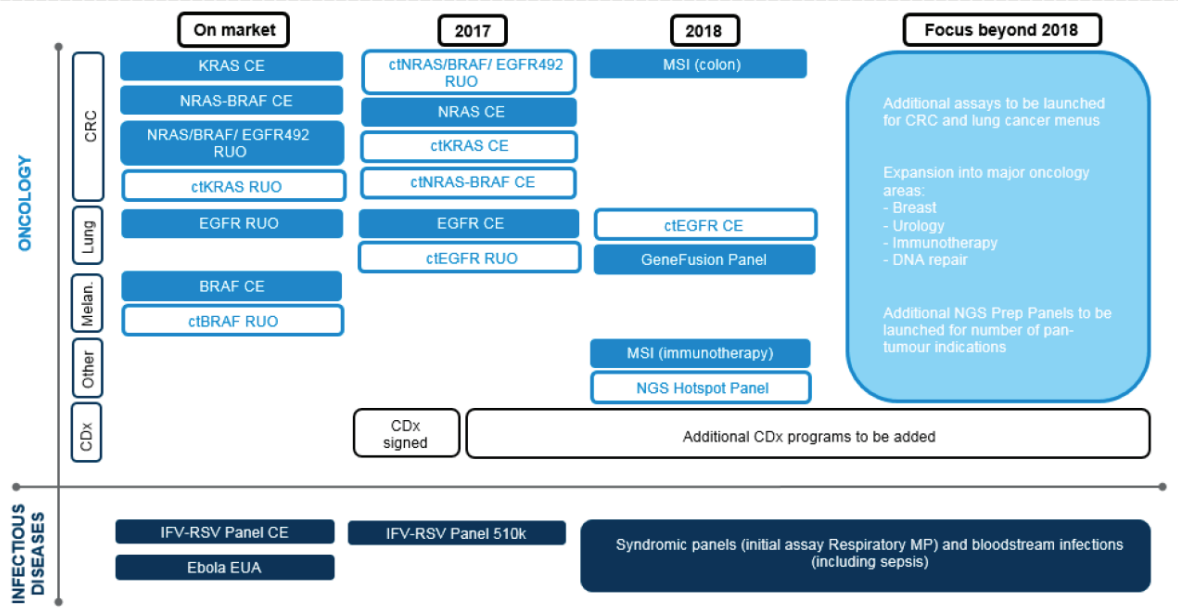 On market
2017
2018
Focus beyond 2018
ONCOLOGY
CRC
KRAS CE
NRAS-BRAF CE
NRAS/BRAF/ EGFR492
RUO
ctKRAS RUO
ctNRAS/BRAF/ EGFR492
RUO
NRAS CE
ctKRAS CE
ctNRAS-BRAF CE
MSI (colon)
Lung
EGFR RUO
EGFR CE
ctEGFR RUO
ctEGFR CE
GeneFusion Panel
Melan.
BRAF CE
ctBRAF RUO
Other
MSI (immunotherapy)
NGS Hotspot Panel
Additional assays to be launched
for CRC and lung cancer menus
Expansion into major oncology
areas:
- Breast
- Urology
- Immunotherapy
- DNA repair
Additional NGS Prep Panels to be
launched for number of pan-
tumour indications
CDx
CDx
signed
Additional CDx programs to be added
INFECTIOUS
DISEASES
IFV-RSV Panel CE
Ebola EUA
IFV-RSV Panel 510k
Syndromic panels (initial assay Respiratory MP) and bloodstream infections
(including sepsis)